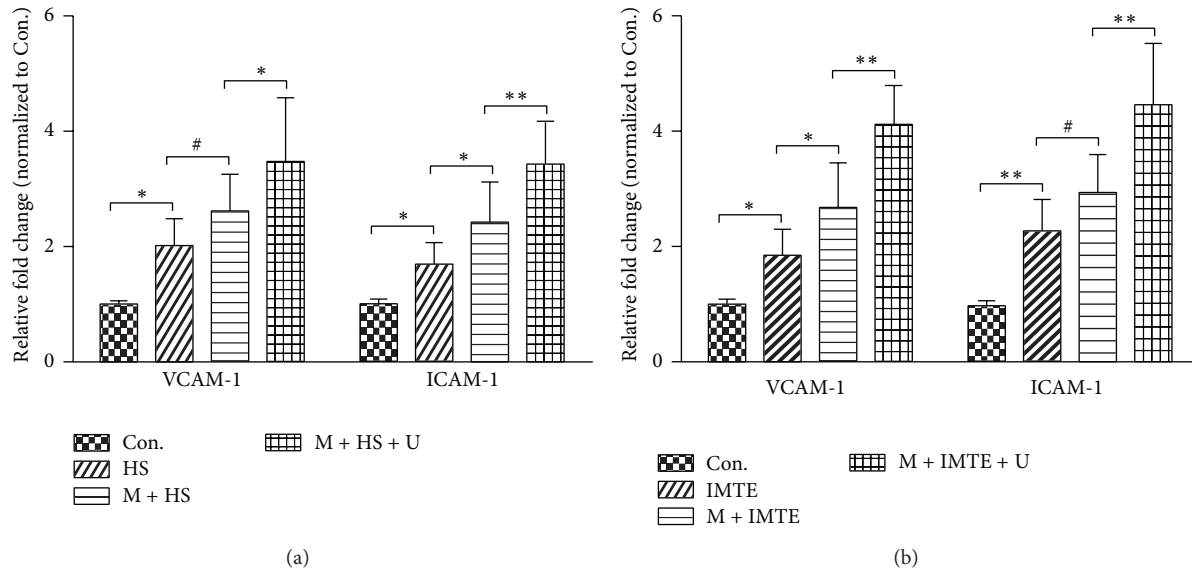 Relative fold change (normalized to Con.)
6
4
2
0
*
#
*
*
*
**
VCAM-1
ICAM-1
Con.
HS
M + HS
M + HS + U
(a)
Relative fold change (normalized to Con.)
6
4
2
0
*
*
**
**
#
**
VCAM-1
ICAM-1
Con.
IMTE
M + IMTE
M + IMTE + U
(b)